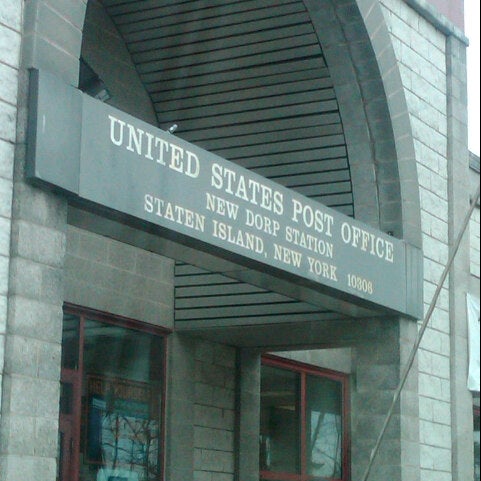 UNITED STATES POST OFFICE
NEW DORP STATION
STATEN ISLAND, NEW YORK 10306